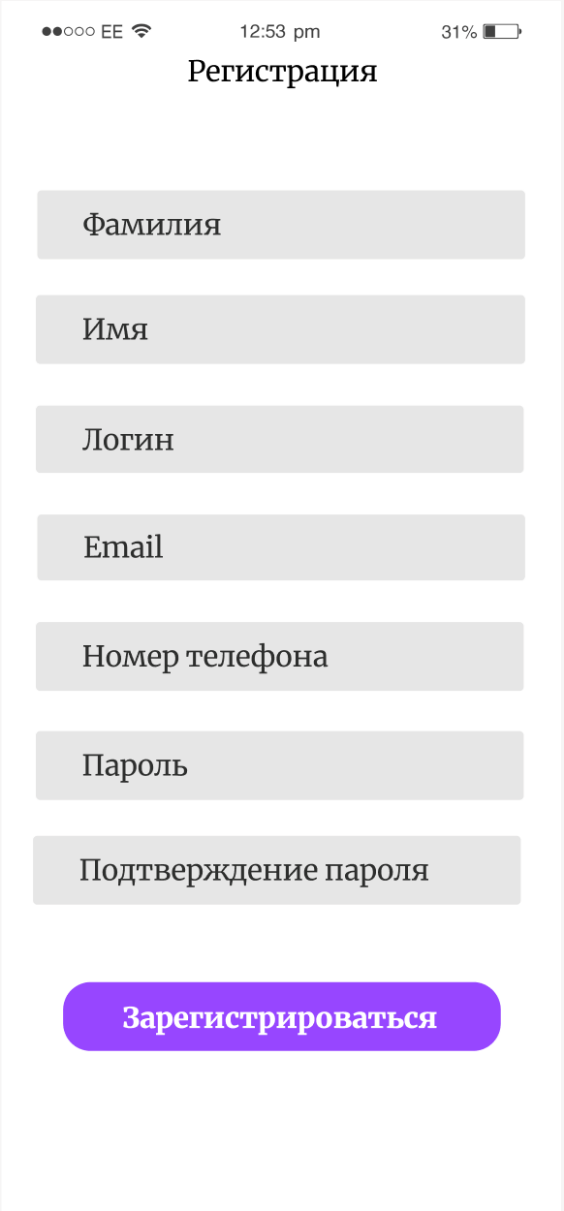 EE 12:53 pm 31%
Регистрация
Фамилия
Имя
Логин
Email
Номер телефона
Пароль
Подтверждение пароля
Зарегистрироваться